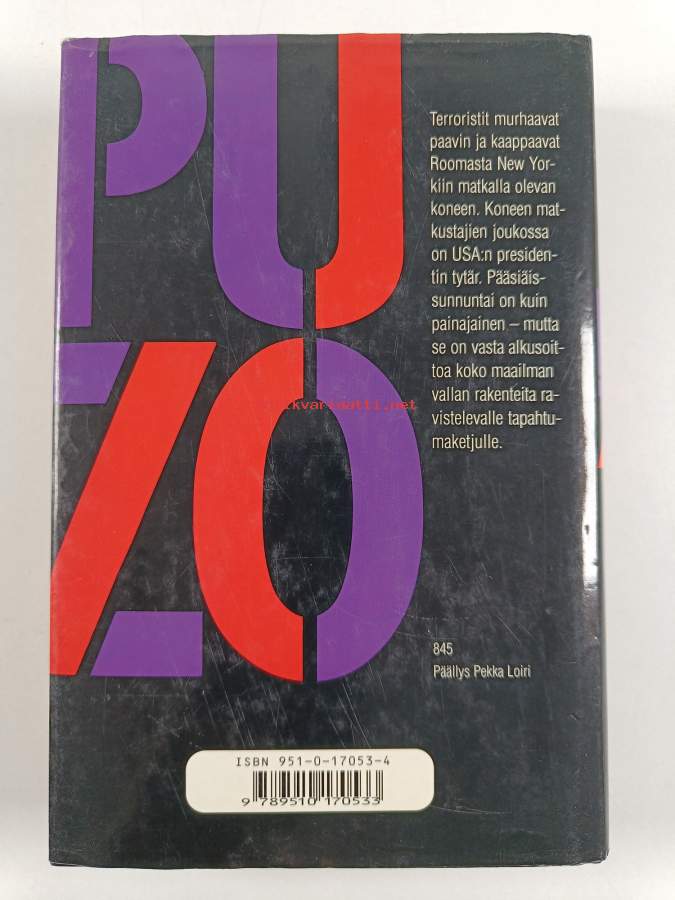 PU
ZO
Terroristit murhaavat
paavin ja kaappaavat
Roomasta New Yor-
kiin matkalla olevan
koneen. Koneen mat-
kustajien joukossa
on USA:n presiden-
tin tytär. Pääsiäis-
sunnuntai on kuin
painajainen – mutta
se on vasta alkusoit-
toa koko maailman
vallan rakenteita ra-
vistelevalle tapahtu-
maketjulle.
845
Päällys Pekka Loiri
ISBN 951-0-17053-4
9 789510 170533